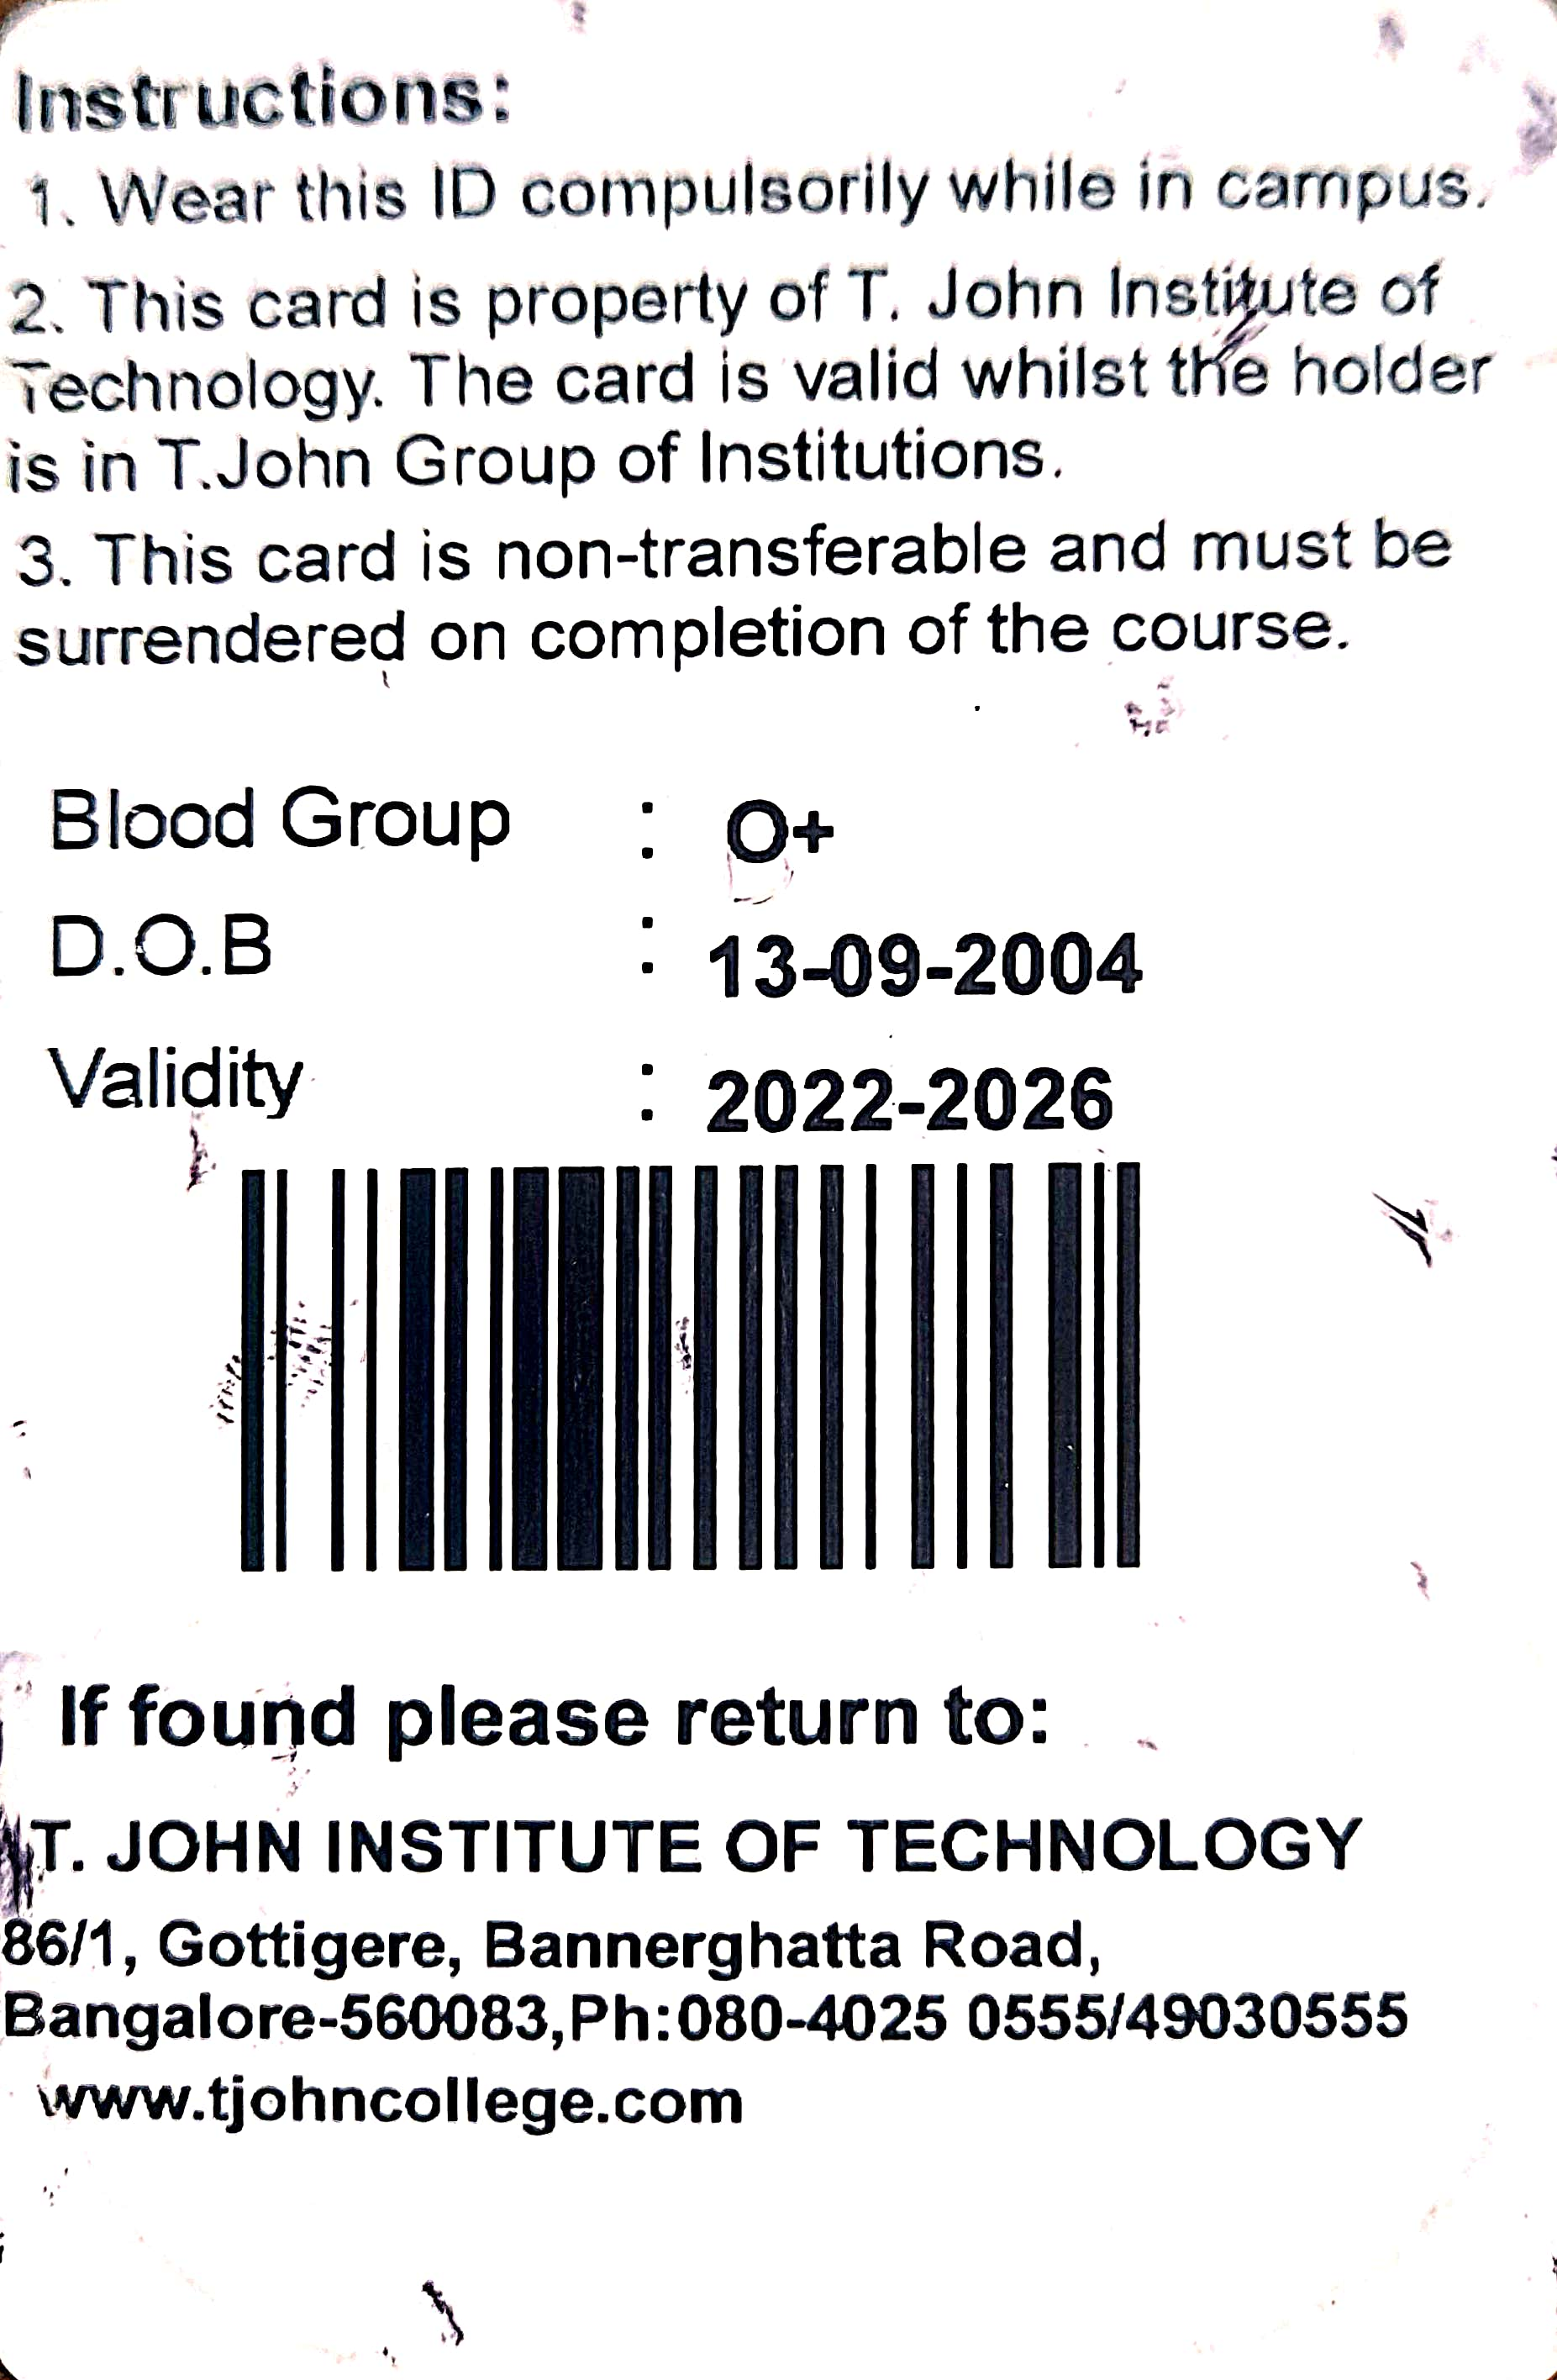 Instructions:
1. Wear this ID compulsorily while in campus.
2. This card is property of T. John Institute of
Technology. The card is valid whilst the holder
is in T.John Group of Institutions.
3. This card is non-transferable and must be
surrendered on completion of the course.
Blood Group : O+
D.O.B : 13-09-2004
Validity : 2022-2026
If found please return to:
T. JOHN INSTITUTE OF TECHNOLOGY
86/1, Gottigere, Bannerghatta Road,
Bangalore-560083,Ph:080-4025 0555/49030555
www.tjohncollege.com